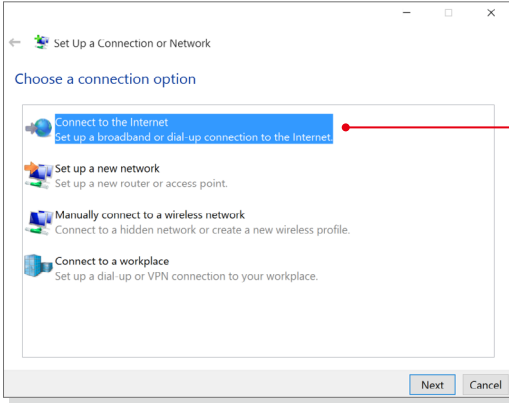 Set Up a Connection or Network
Choose a connection option
Connect to the Internet
Set up a broadband or dial-up connection to the Internet.
Set up a new network
Set up a new router or access point.
Manually connect to a wireless network
Connect to a hidden network or create a new wireless profile.
Connect to a workplace
Set up a dial-up or VPN connection to your workplace.
Next Cancel